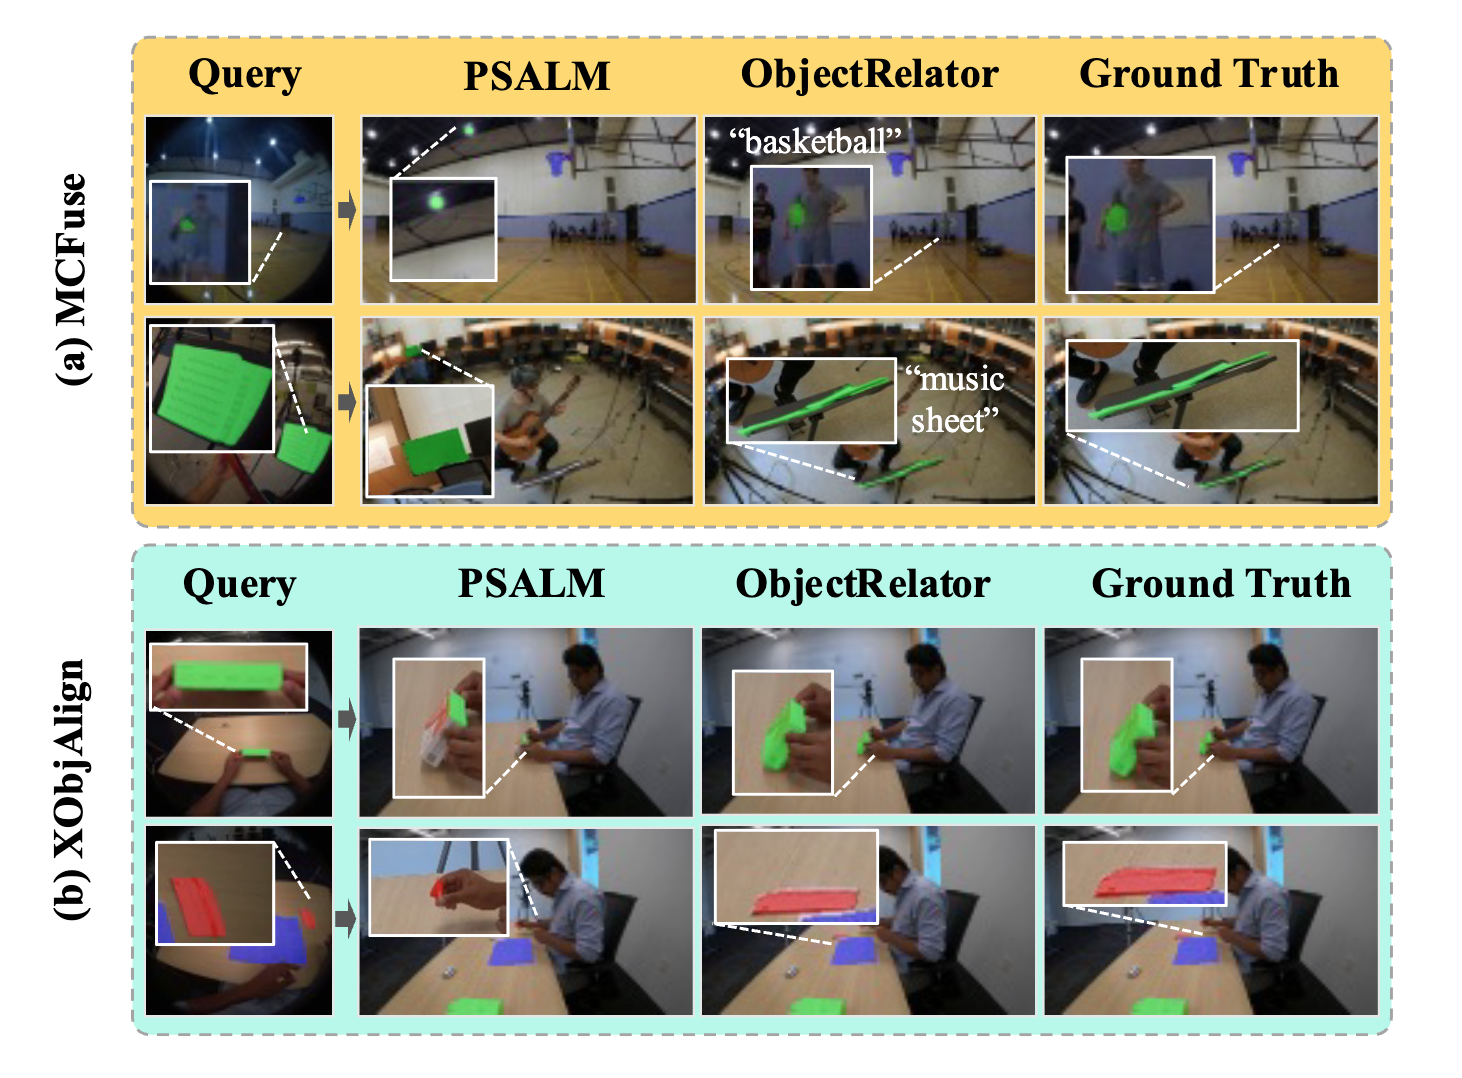 (a) MCFuse
Query PSALM ObjectRelator Ground Truth
“basketball”
“music
sheet”
(b) XObjAlign
Query PSALM ObjectRelator Ground Truth